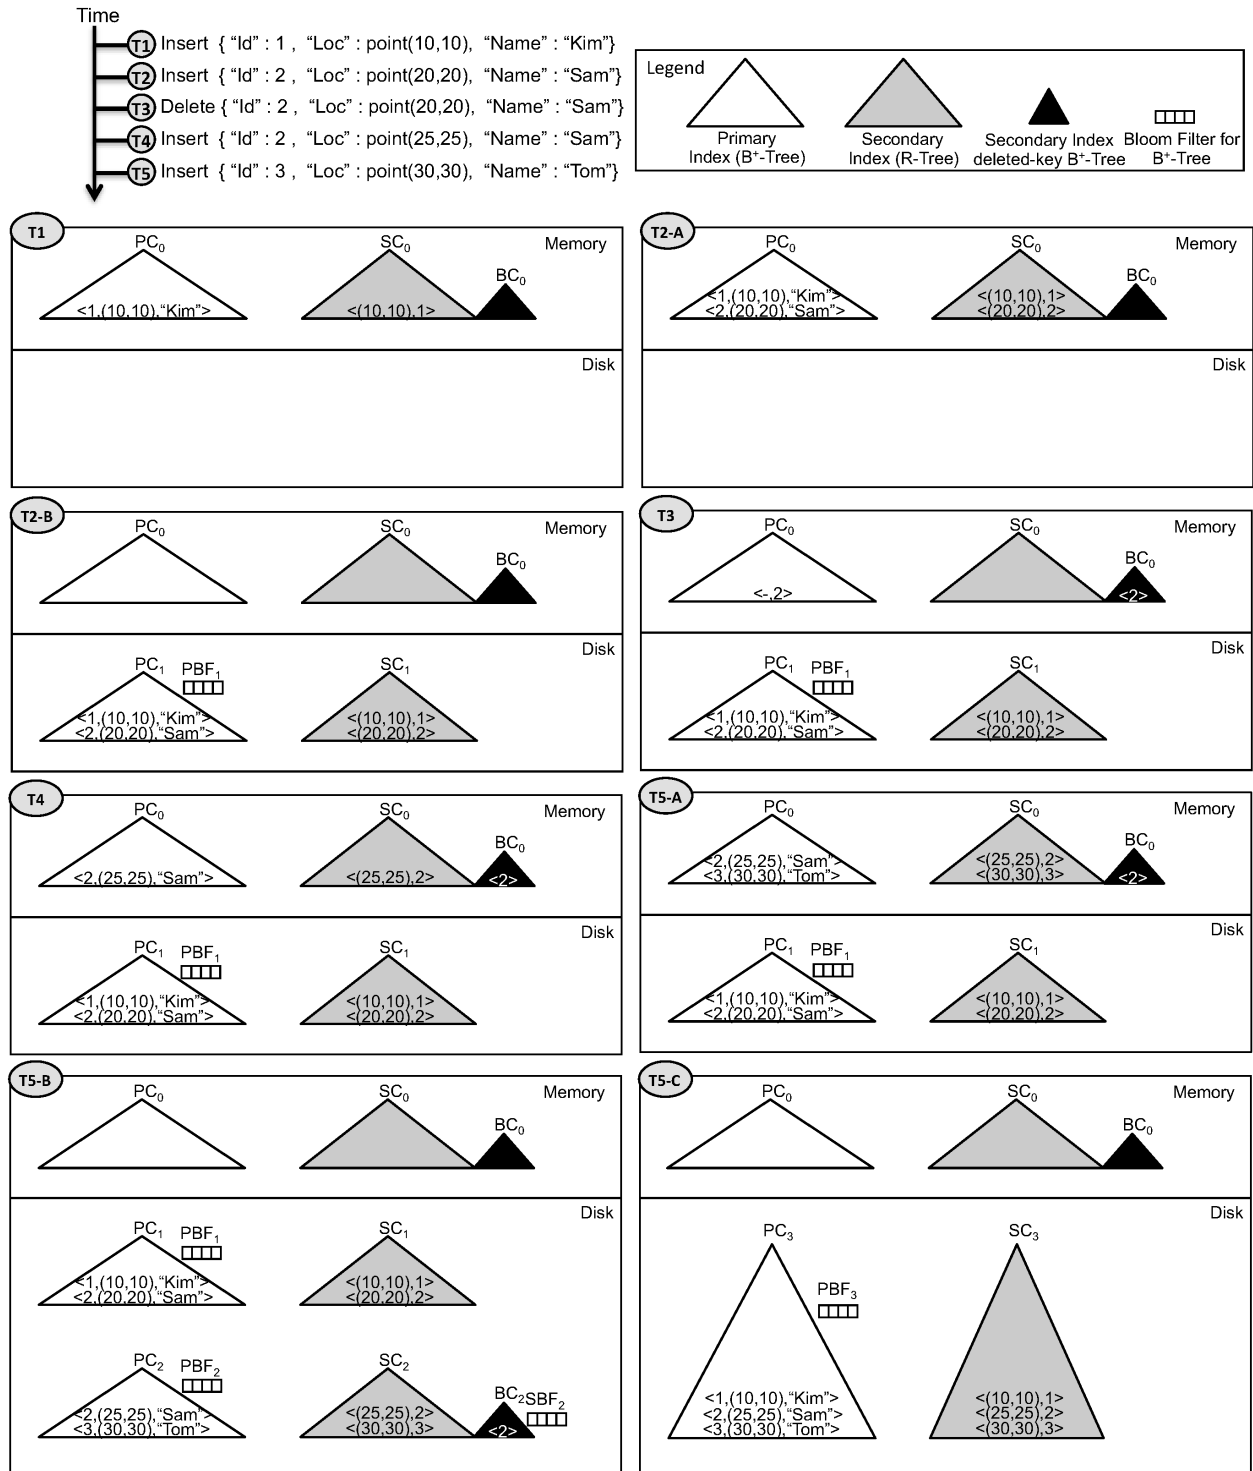 Time
T1 Insert { “Id” : 1 , “Loc” : point(10,10), “Name” : “Kim”}
T2 Insert { “Id” : 2 , “Loc” : point(20,20), “Name” : “Sam”}
T3 Delete { “Id” : 2 , “Loc” : point(20,20), “Name” : “Sam”}
T4 Insert { “Id” : 2 , “Loc” : point(25,25), “Name” : “Sam”}
T5 Insert { “Id” : 3 , “Loc” : point(30,30), “Name” : “Tom”}
Legend
Primary
Index (B⁺-Tree)
Secondary
Index (R-Tree)
Secondary Index
deleted-key B⁺-Tree
Bloom Filter for
B⁺-Tree
T1
PC₀
SC₀
Memory
BC₀
<1,(10,10),“Kim”>
<(10,10),1>
Disk
T2-A
PC₀
SC₀
Memory
BC₀
<1,(10,10),“Kim”>
<2,(20,20),“Sam”>
<(10,10),1>
<(20,20),2>
Disk
T2-B
PC₀
SC₀
Memory
BC₀
Disk
PC₁
PBF₁
SC₁
<1,(10,10),“Kim”>
<2,(20,20),“Sam”>
<(10,10),1>
<(20,20),2>
T3
PC₀
SC₀
Memory
BC₀
<-,2>
<2>
Disk
PC₁
PBF₁
SC₁
<1,(10,10),“Kim”>
<2,(20,20),“Sam”>
<(10,10),1>
<(20,20),2>
T4
PC₀
SC₀
Memory
BC₀
<2,(25,25),“Sam”>
<(25,25),2>
<2>
Disk
PC₁
PBF₁
SC₁
<1,(10,10),“Kim”>
<2,(20,20),“Sam”>
<(10,10),1>
<(20,20),2>
T5-A
PC₀
SC₀
Memory
BC₀
<2,(25,25),“Sam”>
<3,(30,30),“Tom”>
<(25,25),2>
<(30,30),3>
<2>
Disk
PC₁
PBF₁
SC₁
<1,(10,10),“Kim”>
<2,(20,20),“Sam”>
<(10,10),1>
<(20,20),2>
T5-B
PC₀
SC₀
Memory
BC₀
Disk
PC₁
PBF₁
SC₁
<1,(10,10),“Kim”>
<2,(20,20),“Sam”>
<(10,10),1>
<(20,20),2>
PC₂
PBF₂
SC₂
BC₂
SBF₂
<2,(25,25),“Sam”>
<3,(30,30),“Tom”>
<(25,25),2>
<(30,30),3>
<2>
T5-C
PC₀
SC₀
Memory
BC₀
Disk
PC₃
SC₃
PBF₃
<1,(10,10),“Kim”>
<2,(25,25),“Sam”>
<3,(30,30),“Tom”>
<(10,10),1>
<(25,25),2>
<(30,30),3>